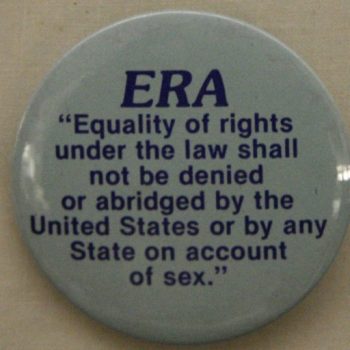 ERA
“Equality of rights
under the law shall
not be denied
or abridged by the
United States or by any
State on account
of sex.”